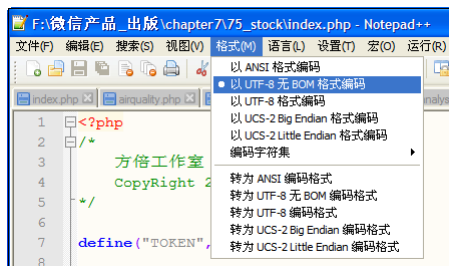 F:\微信产品_出版\chapter7\75_stock\index.php - Notepad++
文件(F) 编辑(E) 搜索(S) 视图(V) 格式(M) 语言(L) 设置(T) 宏(O) 运行(R)
以 ANSI 格式编码
以 UTF-8 无 BOM 格式编码
以 UTF-8 格式编码
以 UCS-2 Big Endian 格式编码
以 UCS-2 Little Endian 格式编码
编码字符集
转为 ANSI 编码格式
转为 UTF-8 无 BOM 编码格式
转为 UTF-8 编码格式
转为 UCS-2 Big Endian 编码格式
转为 UCS-2 Little Endian 编码格式
index.php airquality.php
1 <?php
2 /*
3 方倍工作室
4 CopyRight 2
5 */
6
7 define("TOKEN",
8